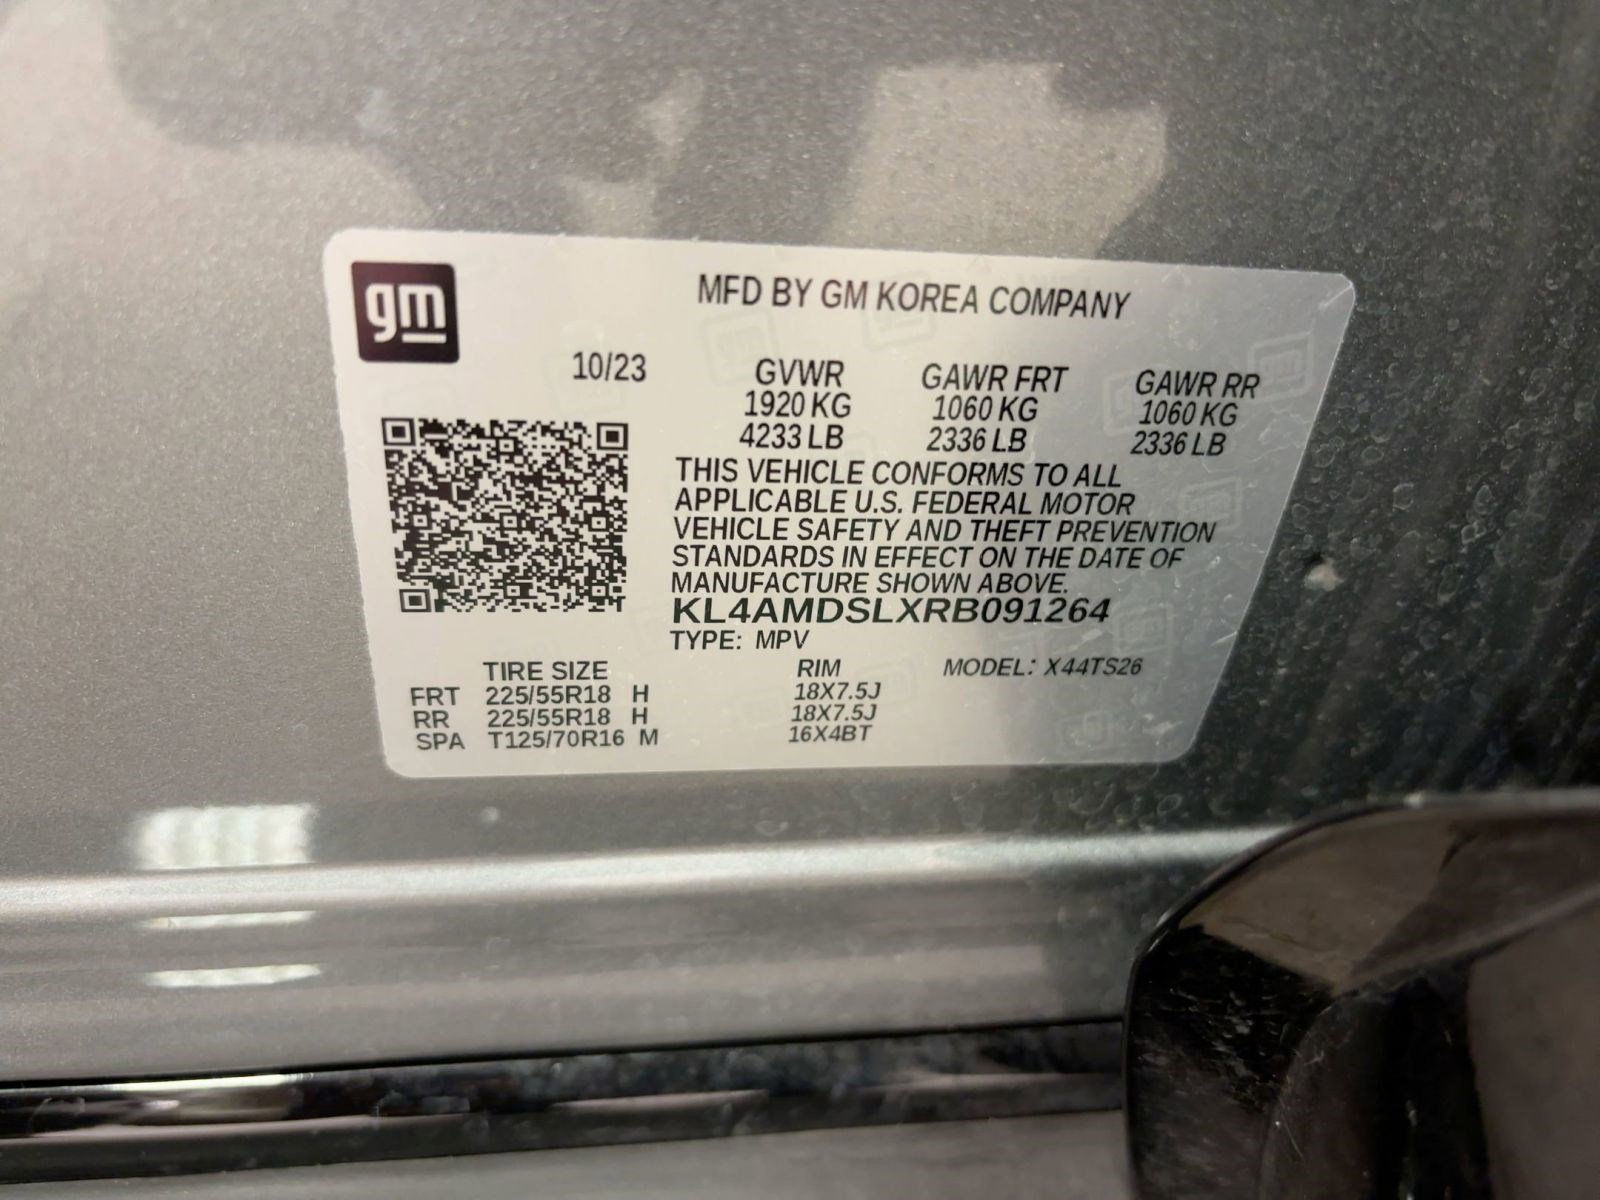 gm
MFD BY GM KOREA COMPANY
10/23
GVWR GAWR FRT GAWR RR
1920 KG 1060 KG 1060 KG
4233 LB 2336 LB 2336 LB
THIS VEHICLE CONFORMS TO ALL
APPLICABLE U.S. FEDERAL MOTOR
VEHICLE SAFETY AND THEFT PREVENTION
STANDARDS IN EFFECT ON THE DATE OF
MANUFACTURE SHOWN ABOVE.
KL4AMDSLXRB091264
TYPE: MPV
TIRE SIZE RIM MODEL: X44TS26
FRT 225/55R18 H 18X7.5J
RR 225/55R18 H 18X7.5J
SPA T125/70R16 M 16X4BT